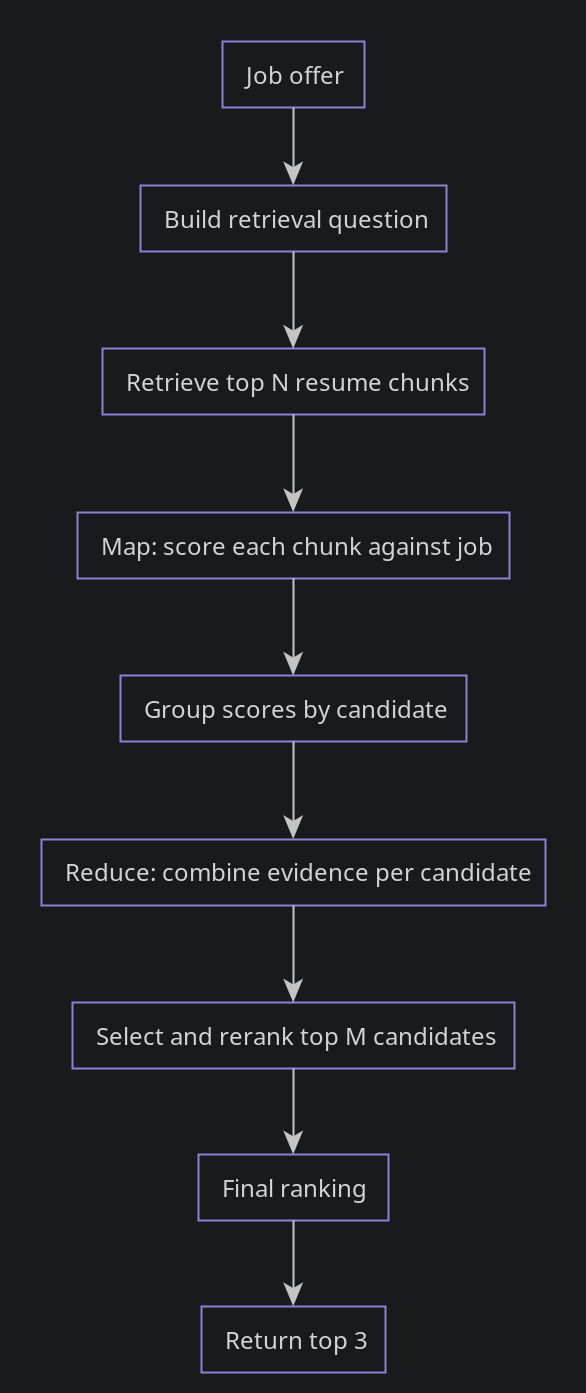 Job offer
Build retrieval question
Retrieve top N resume chunks
Map: score each chunk against job
Group scores by candidate
Reduce: combine evidence per candidate
Select and rerank top M candidates
Final ranking
Return top 3